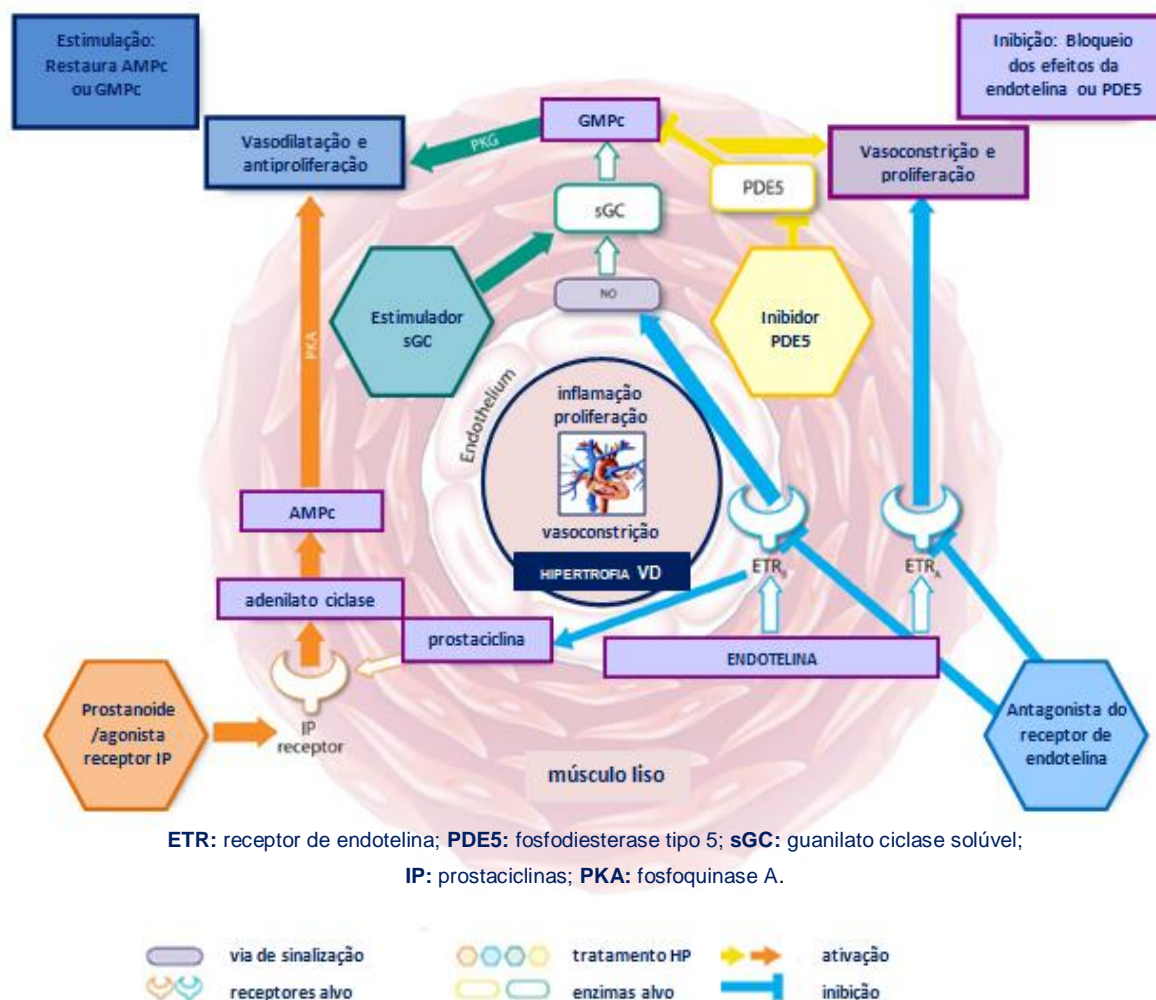 Estimulação:
Restaura AMPc
ou GMPc
Inibição: Bloqueio
dos efeitos da
endotelina ou PDE5
GMPc
Vasodilatação e
antiproliferação
PKG
Vasoconstrição e
proliferação
PDE5
sGC
NO
Estimulador
sGC
Inibidor
PDE5
PKA
Endothelium
inflamação
proliferação
vasoconstrição
HIPERTROFIA VD
AMPc
ETRB
ETRA
adenilato ciclase
prostaciclina
ENDOTELINA
Prostanoide
/agonista
receptor IP
IP
receptor
Antagonista do
receptor de
endotelina
músculo liso
ETR: receptor de endotelina; PDE5: fosfodiesterase tipo 5; sGC: guanilato ciclase solúvel;
IP: prostaciclinas; PKA: fosfoquinase A.
via de sinalização
tratamento HP
ativação
receptores alvo
enzimas alvo
inibição